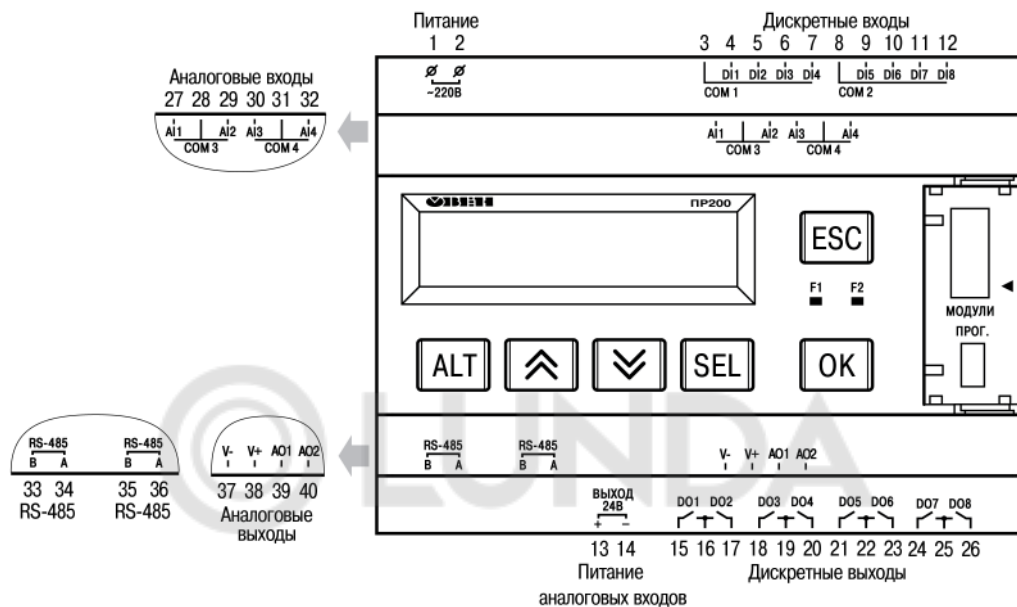 Питание
1 2
~220В
Дискретные входы
3 4 5 6 7 8 9 10 11 12
DI1 DI2 DI3 DI4 DI5 DI6 DI7 DI8
COM 1 COM 2
Аналоговые входы
27 28 29 30 31 32
AI1 AI2 AI3 AI4
COM 3 COM 4
AI1 AI2 AI3 AI4
COM 3 COM 4
ОВЕН ПР200
ESC
F1 F2
МОДУЛИ
ПРОГ.
ALT SEL OK
LUNDA
RS-485 RS-485
B A B A
33 34 35 36
RS-485 RS-485
V- V+ AO1 AO2
37 38 39 40
Аналоговые
выходы
RS-485 RS-485
B A B A
V- V+ AO1 AO2
ВЫХОД
24В
+ −
DO1 DO2 DO3 DO4 DO5 DO6 DO7 DO8
13 14 15 16 17 18 19 20 21 22 23 24 25 26
Питание
аналоговых входов
Дискретные выходы